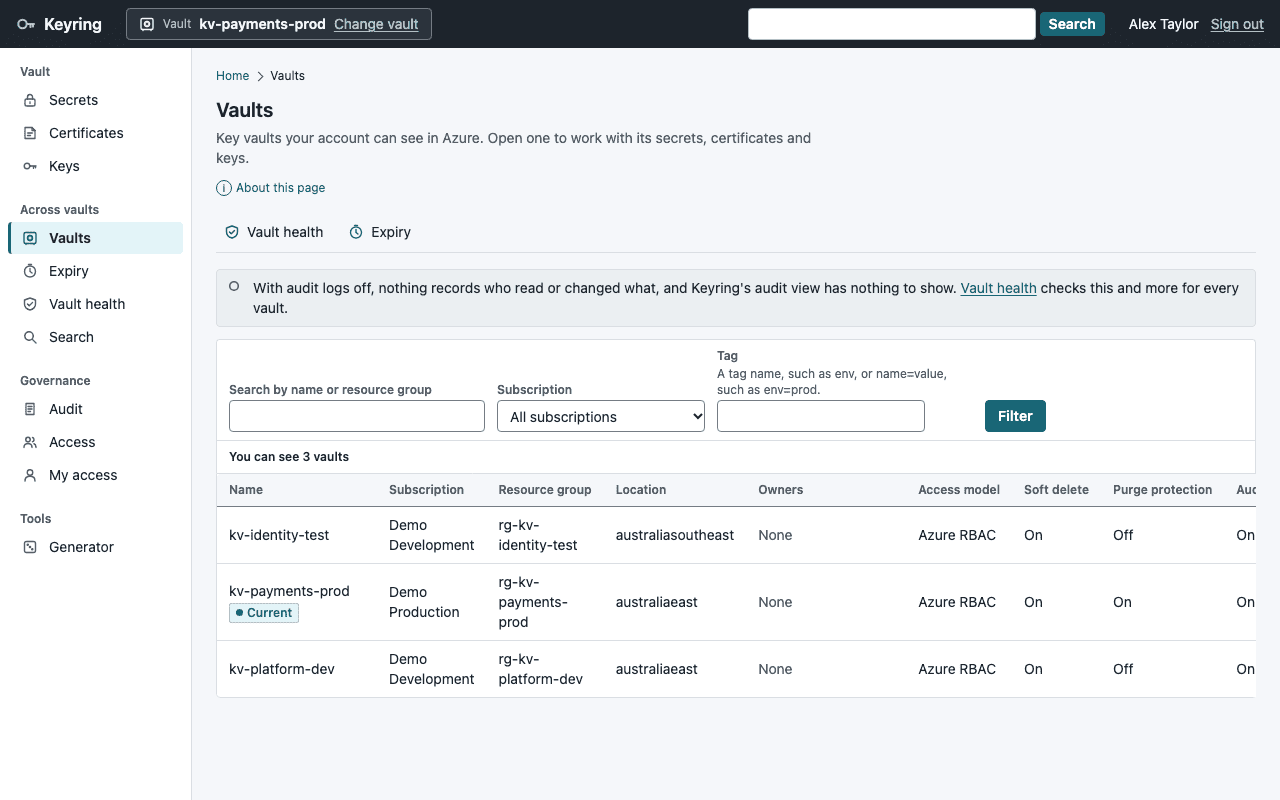 Keyring
Vault kv-payments-prod Change vault
Search
Alex Taylor Sign out
Vault
Secrets
Certificates
Keys
Across vaults
Vaults
Expiry
Vault health
Search
Governance
Audit
Access
My access
Tools
Generator
Home Vaults
Vaults
Key vaults your account can see in Azure. Open one to work with its secrets, certificates and
keys.
About this page
Vault health Expiry
With audit logs off, nothing records who read or changed what, and Keyring's audit view has nothing to show. Vault health checks this and more for every
vault.
Search by name or resource group
Subscription
All subscriptions
Tag
A tag name, such as env, or name=value,
such as env=prod.
Filter
You can see 3 vaults
Name Subscription Resource group Location Owners Access model Soft delete Purge protection
kv-identity-test
Demo
Development
rg-kv-
identity-test
australiasoutheast None Azure RBAC On Off On
kv-payments-prod
Current
Demo
Production
rg-kv-
payments-
prod
australiaeast None Azure RBAC On On On
kv-platform-dev
Demo
Development
rg-kv-
platform-dev
australiaeast None Azure RBAC On Off On